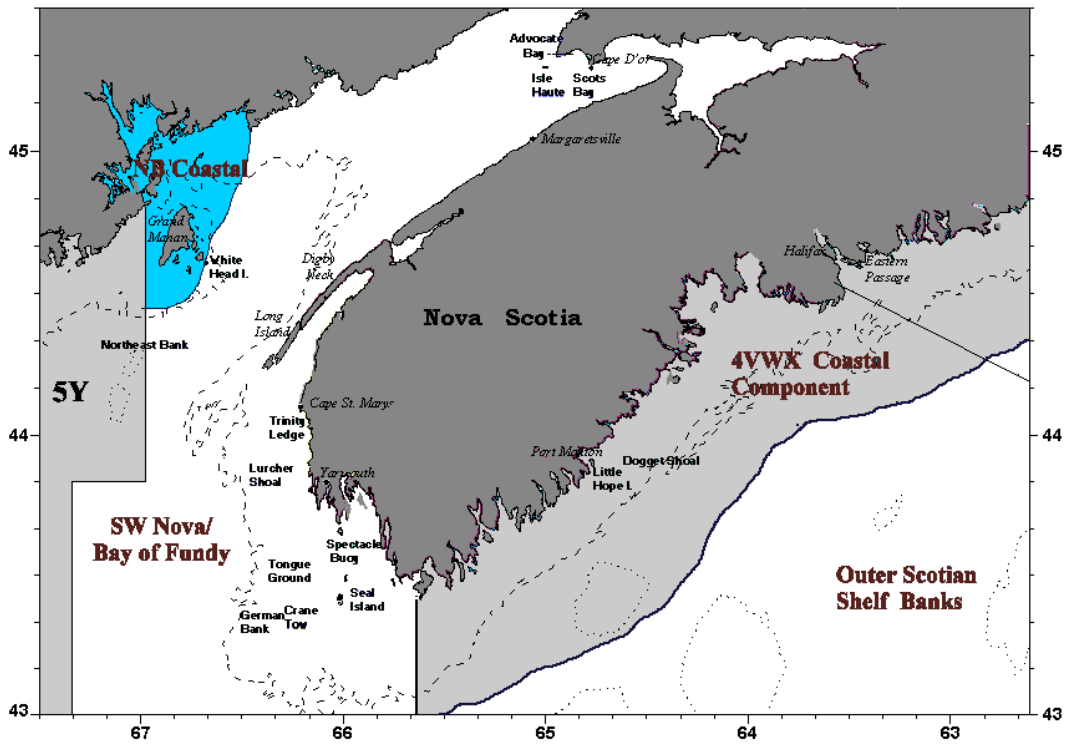 Advocate
Bay
Cape D'or
Isle
Haute
Scots
Bay
Margaretsville
45
45
NB Coastal
Grand
Manan
White
Head I.
Digby
Neck
Halifax
Eastern
Passage
Long
Island
Nova Scotia
Northeast Bank
5Y
4VWX Coastal
Component
Cape St. Marys
Trinity
Ledge
44
44
Lurcher
Shoal
Yarmouth
Port Mouton
Little
Hope I.
Dogget Shoal
SW Nova/
Bay of Fundy
Spectacle
Buoy
Tongue
Ground
Seal
Island
German
Bank
Crane
Tow
Outer Scotian
Shelf Banks
43
43
67
66
65
64
63